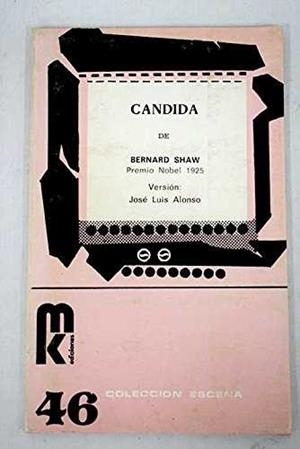 CANDIDA
DE
BERNARD SHAW
Premio Nobel 1925
Versión:
José Luis Alonso
mk
ediciones
46
COLECCION ESCENA